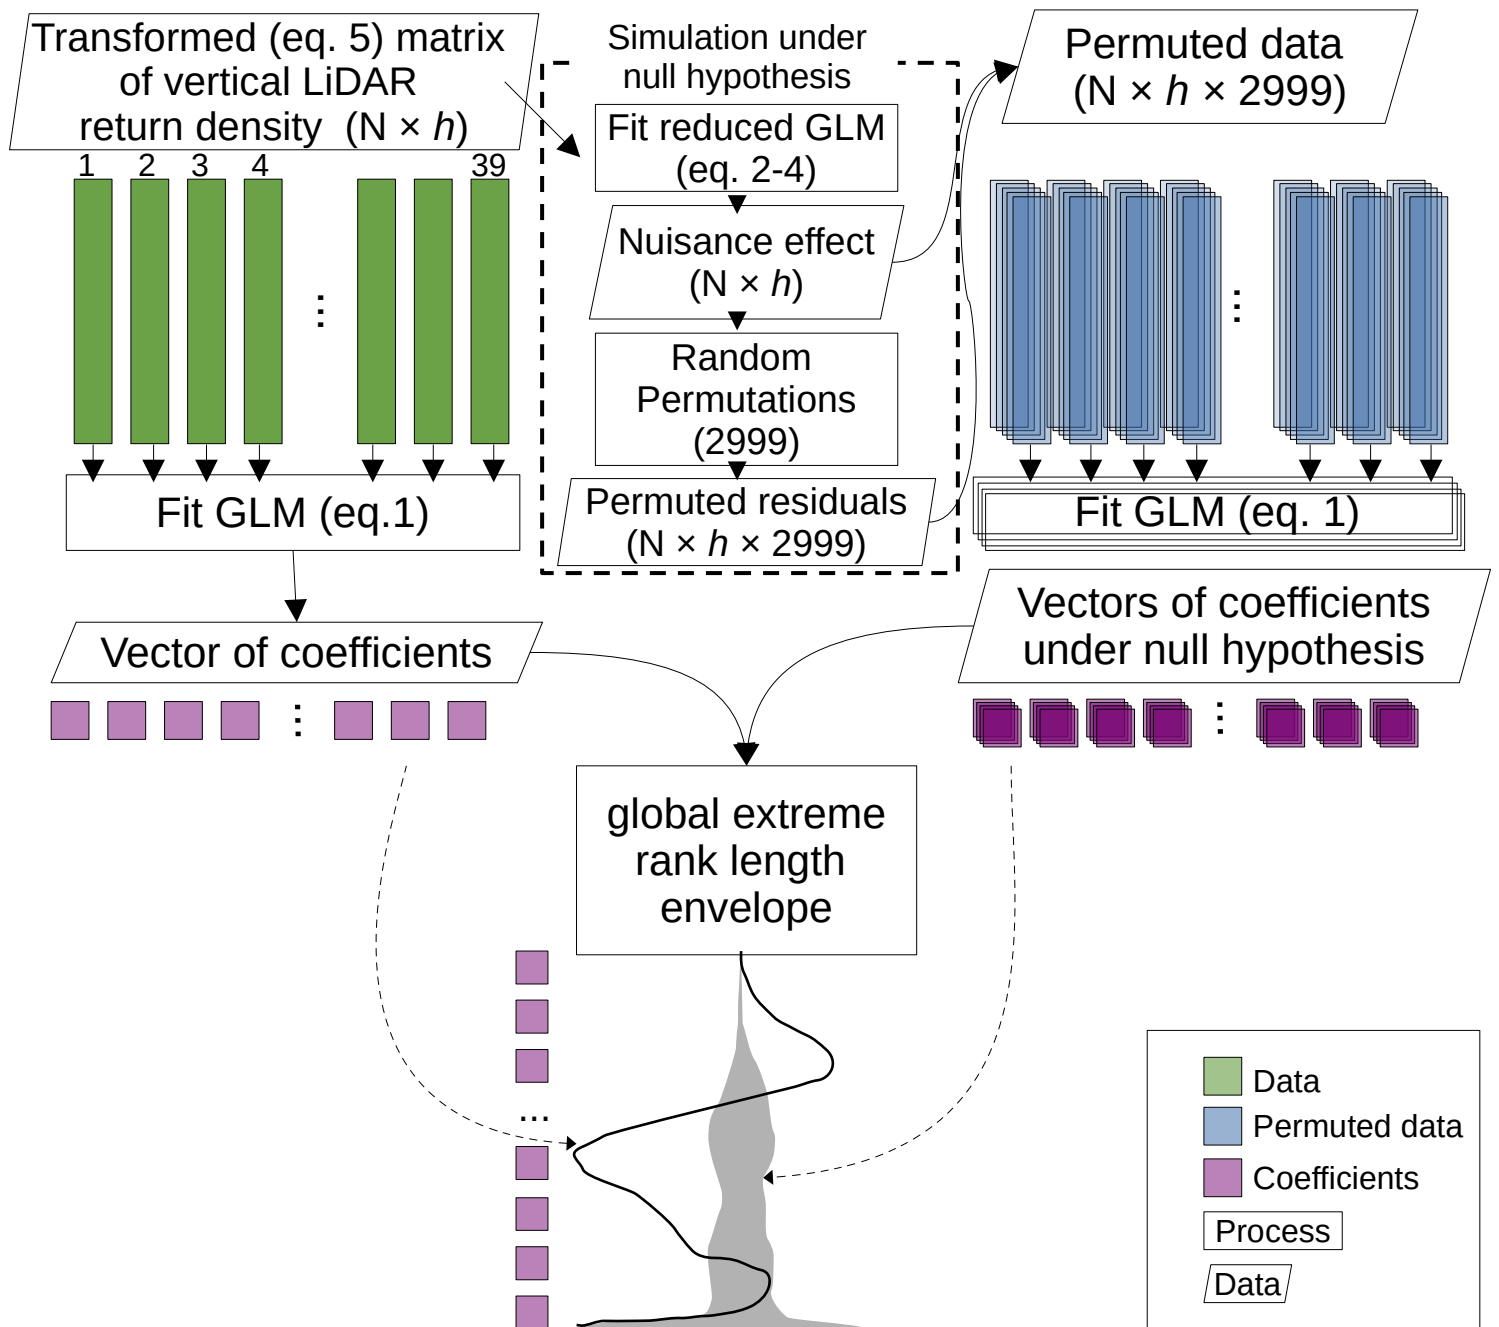 Transformed (eq. 5) matrix
of vertical LiDAR
return density (N × h)
1 2 3 4 39
⋮
Fit GLM (eq.1)
Vector of coefficients
⋮
Simulation under
null hypothesis
Fit reduced GLM
(eq. 2-4)
Nuisance effect
(N × h)
Random
Permutations
(2999)
Permuted residuals
(N × h × 2999)
Permuted data
(N × h × 2999)
⋮
Fit GLM (eq. 1)
Vectors of coefficients
under null hypothesis
⋮
global extreme
rank length
envelope
...
Data
Permuted data
Coefficients
Process
Data